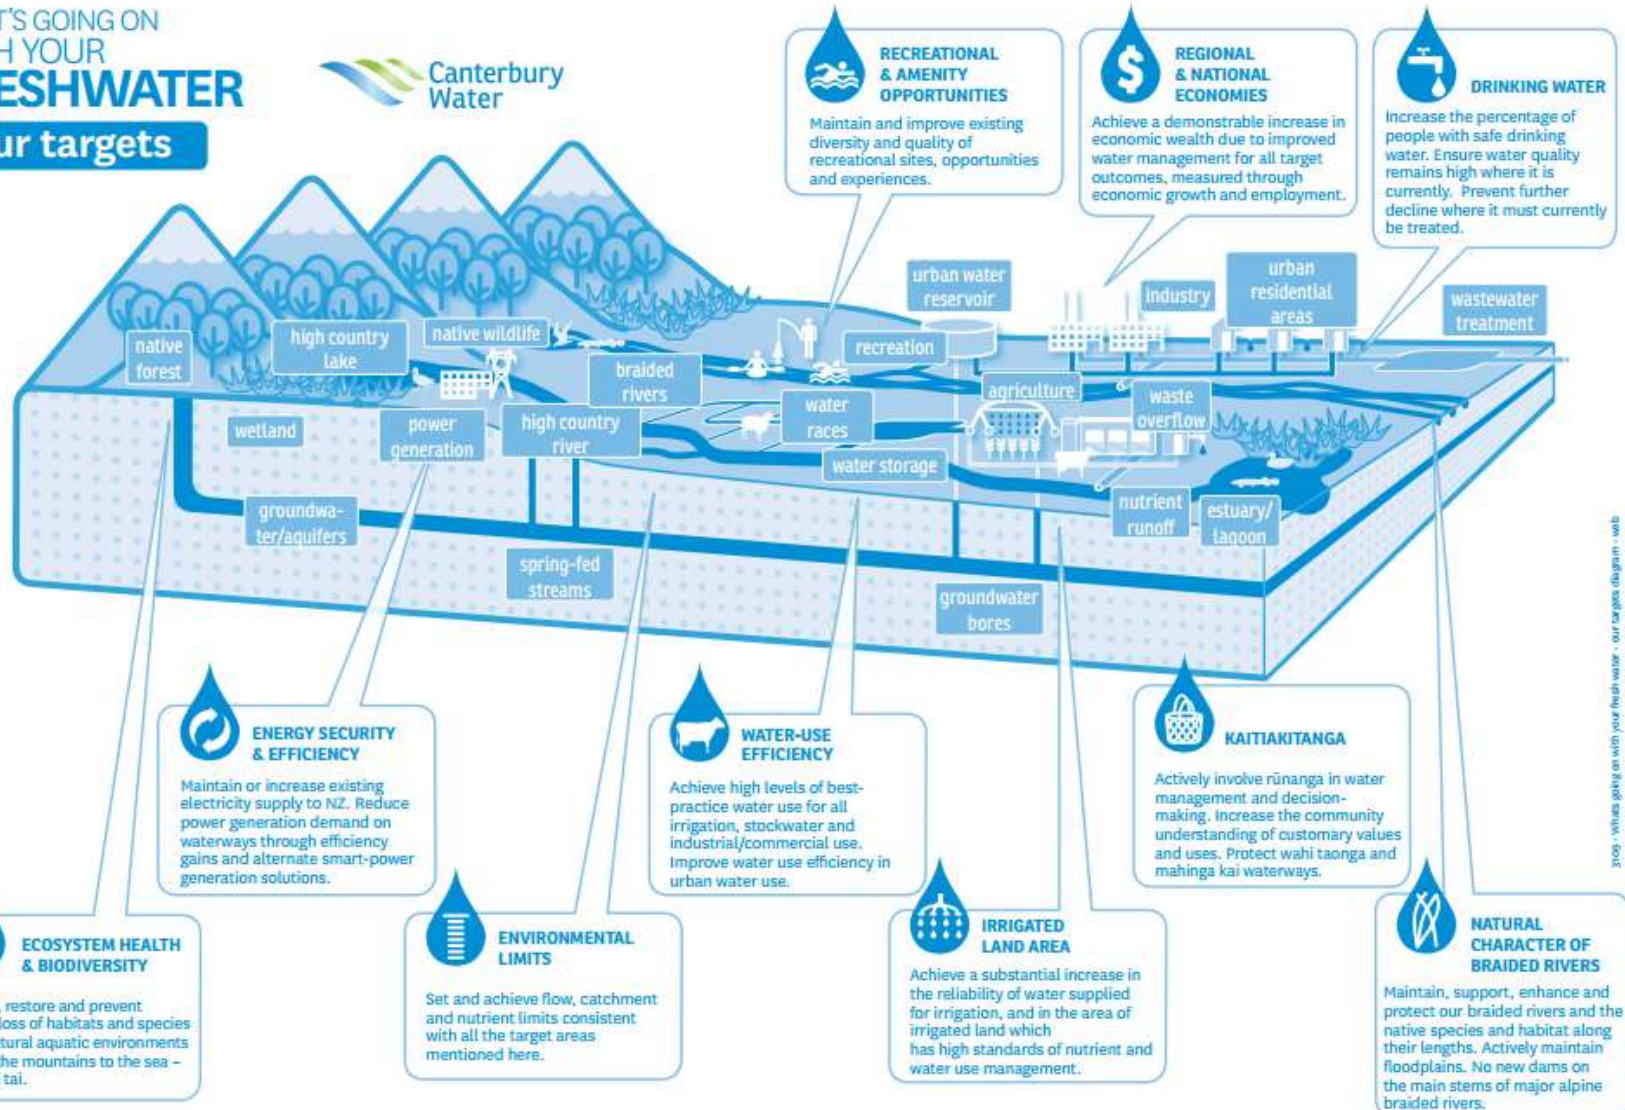 T'S GOING ON
H YOUR
ESHWATER
ur targets
Canterbury
Water
RECREATIONAL
& AMENITY
OPPORTUNITIES
Maintain and improve existing
diversity and quality of
recreational sites, opportunities
and experiences.
$
REGIONAL
& NATIONAL
ECONOMIES
Achieve a demonstrable increase in
economic wealth due to improved
water management for all target
outcomes, measured through
economic growth and employment.
DRINKING WATER
Increase the percentage of
people with safe drinking
water. Ensure water quality
remains high where it is
currently. Prevent further
decline where it must currently
be treated.
native
forest
high country
lake
native wildlife
braided
rivers
urban water
reservoir
recreation
industry
urban
residential
areas
wastewater
treatment
wetland
power
generation
high country
river
water
races
agriculture
waste
overflow
water storage
nutrient
runoff
estuary/
lagoon
groundwa-
ter/aquifers
spring-fed
streams
groundwater
bores
ENERGY SECURITY
& EFFICIENCY
Maintain or increase existing
electricity supply to NZ. Reduce
power generation demand on
waterways through efficiency
gains and alternate smart-power
generation solutions.
WATER-USE
EFFICIENCY
Achieve high levels of best-
practice water use for all
irrigation, stockwater and
industrial/commercial use.
Improve water use efficiency in
urban water use.
KAITIAKITANGA
Actively involve rūnanga in water
management and decision-
making. Increase the community
understanding of customary values
and uses. Protect wahi taonga and
mahinga kai waterways.
ECOSYSTEM HEALTH
& BIODIVERSITY
, restore and prevent
loss of habitats and species
tural aquatic environments
he mountains to the sea –
tai.
ENVIRONMENTAL
LIMITS
Set and achieve flow, catchment
and nutrient limits consistent
with all the target areas
mentioned here.
IRRIGATED
LAND AREA
Achieve a substantial increase in
the reliability of water supplied
for irrigation, and in the area of
irrigated land which
has high standards of nutrient and
water use management.
NATURAL
CHARACTER OF
BRAIDED RIVERS
Maintain, support, enhance and
protect our braided rivers and the
native species and habitat along
their lengths. Actively maintain
floodplains. No new dams on
the main stems of major alpine
braided rivers.
3109 - whats going on with your fresh water - our targets diagram - web